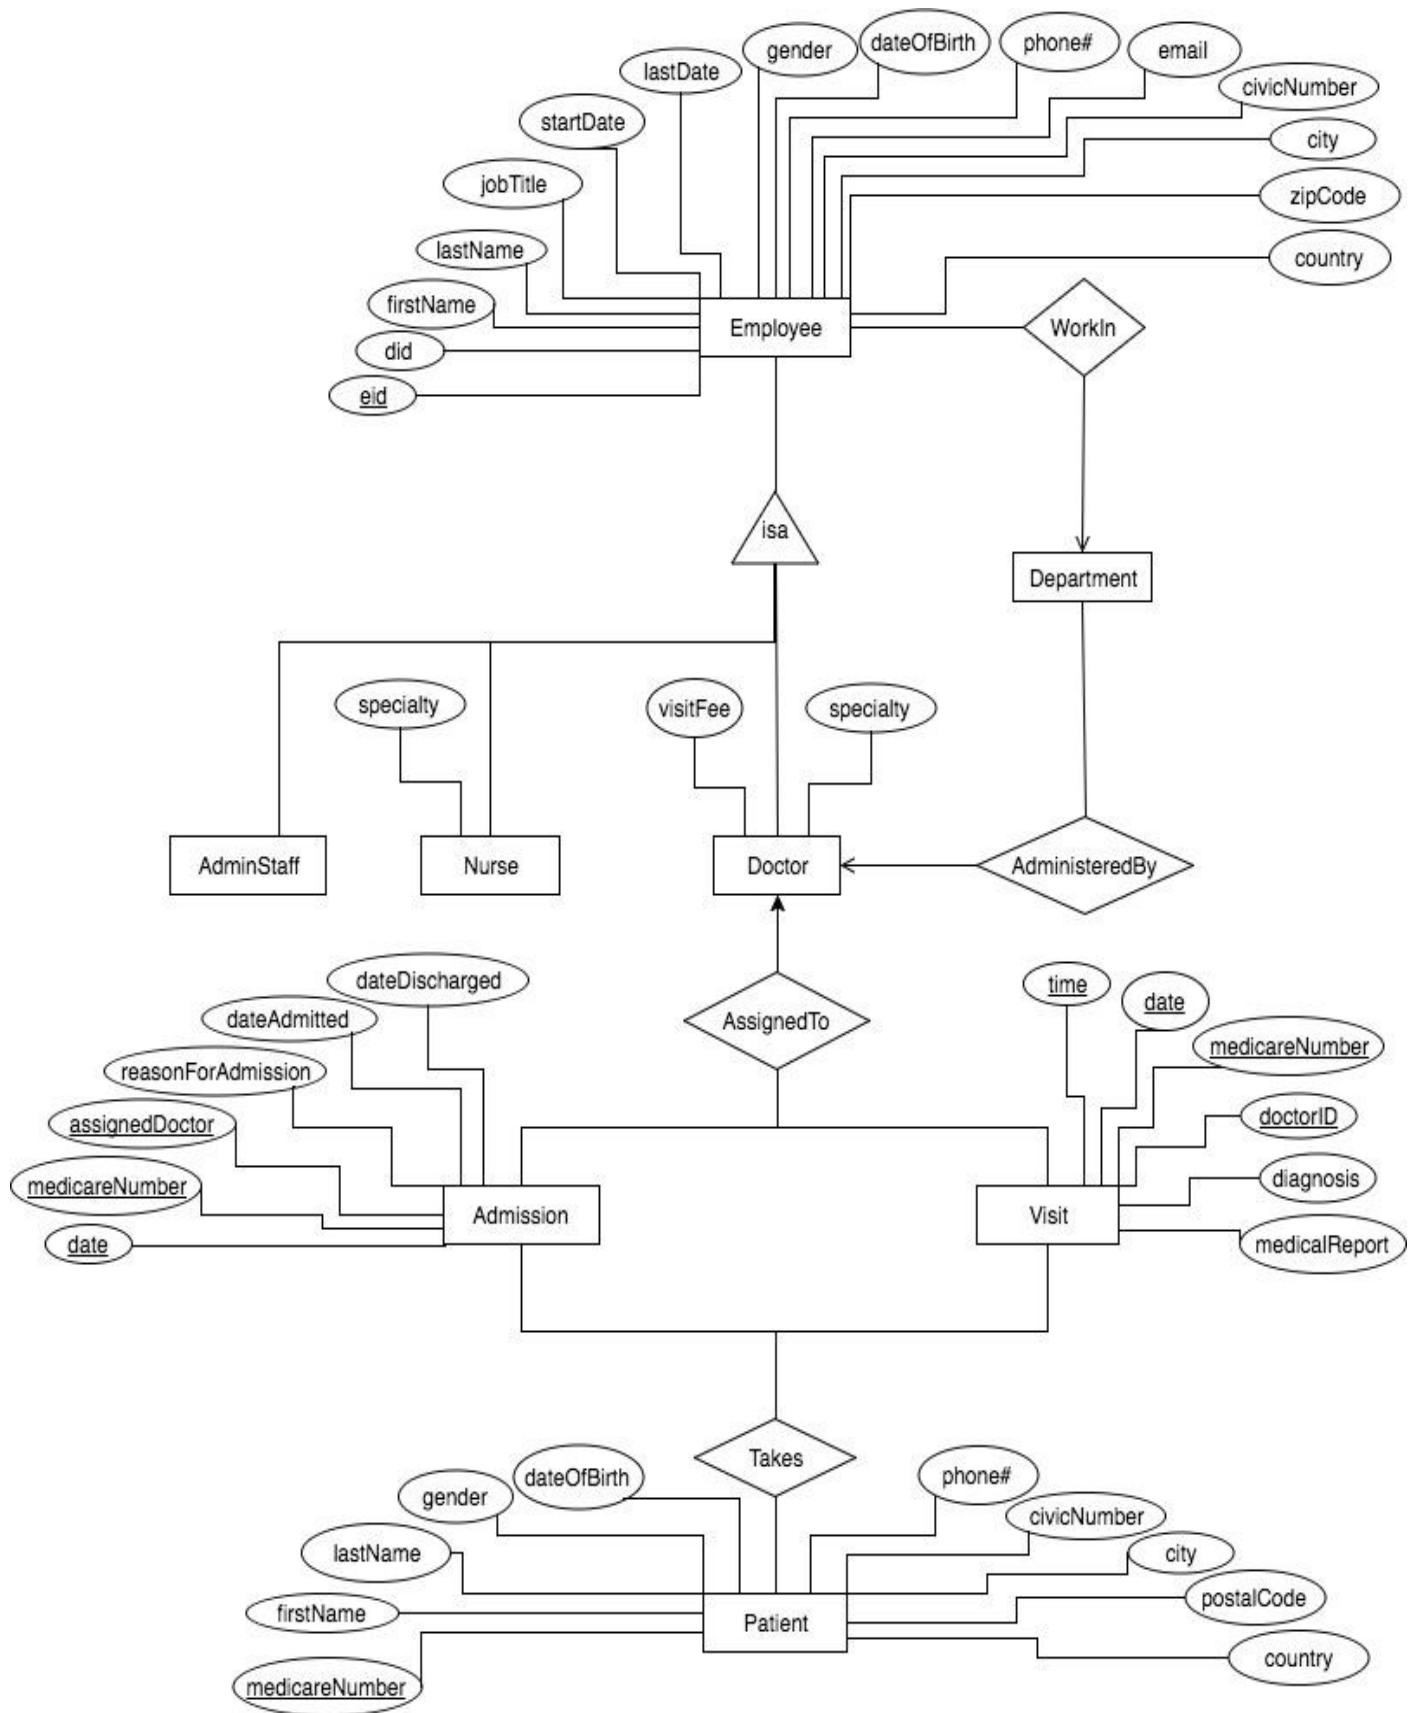 gender
dateOfBirth
phone#
email
lastDate
civicNumber
startDate
city
jobTitle
zipCode
lastName
country
firstName
Employee
WorkIn
did
eid
isa
Department
specialty
visitFee
specialty
AdminStaff
Nurse
Doctor
AdministeredBy
dateDischarged
time
date
dateAdmitted
AssignedTo
medicareNumber
reasonForAdmission
assignedDoctor
doctorID
medicareNumber
diagnosis
Admission
Visit
date
medicalReport
Takes
dateOfBirth
phone#
gender
civicNumber
lastName
city
firstName
postalCode
Patient
country
medicareNumber